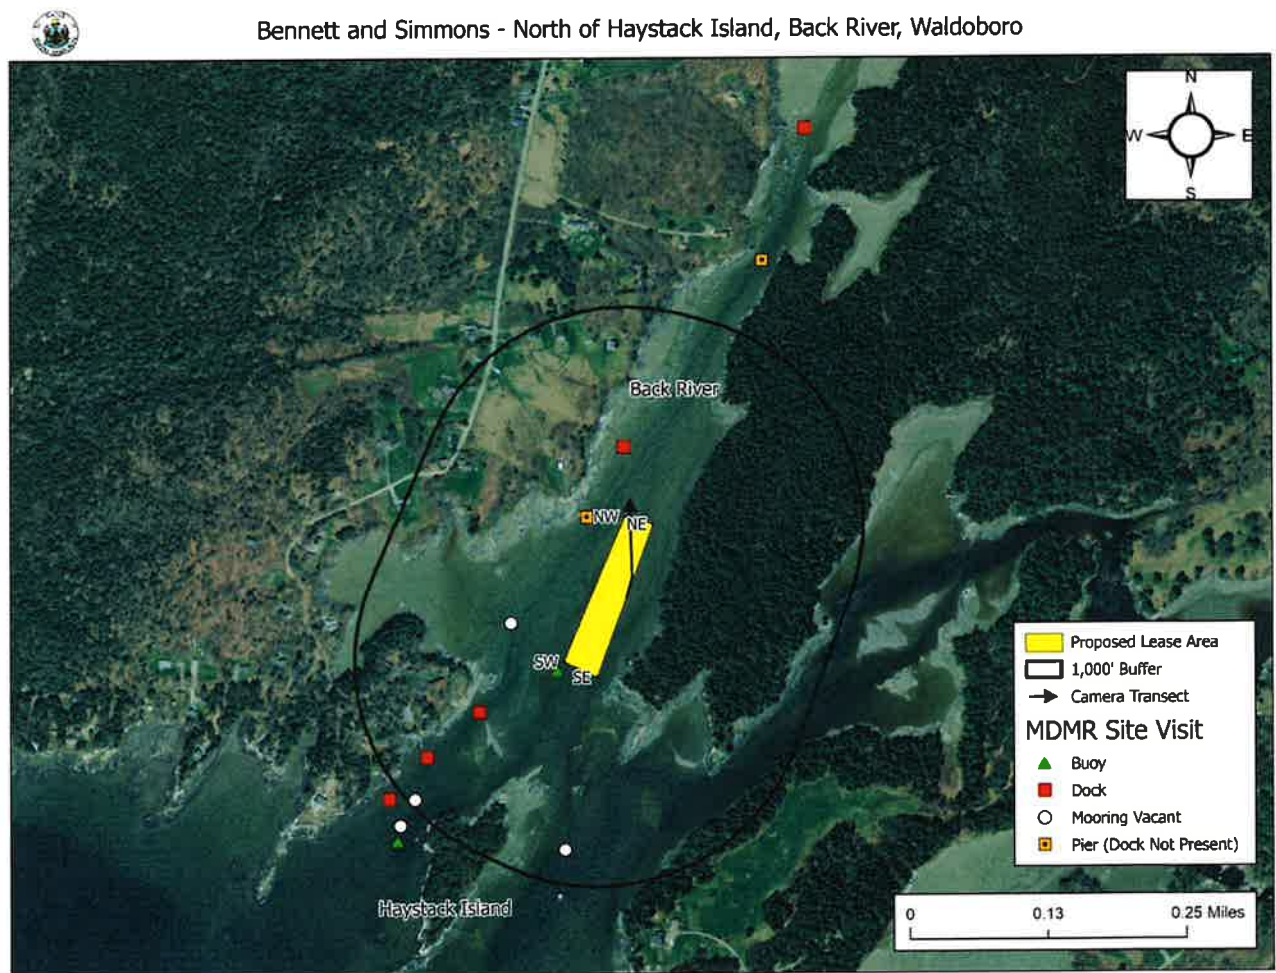 Bennett and Simmons - North of Haystack Island, Back River, Waldoboro
N
W E
S
Back River
NW NE
SW
SE
Haystack Island
Proposed Lease Area
1,000' Buffer
Camera Transect
MDMR Site Visit
Buoy
Dock
Mooring Vacant
Pier (Dock Not Present)
0 0.13 0.25 Miles